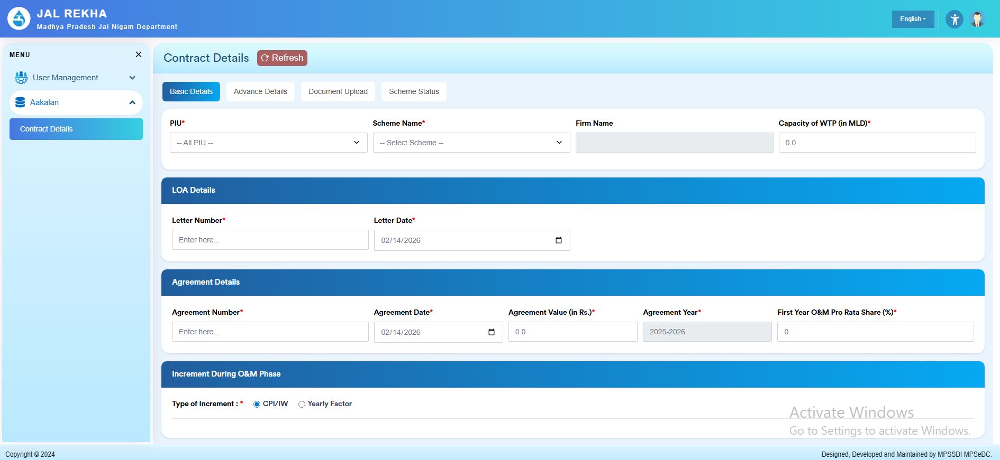 JAL REKHA
Madhya Pradesh Jal Nigam Department
English
MENU
User Management
Aakalan
Contract Details
Contract Details Refresh
Basic Details Advance Details Document Upload Scheme Status
PIU* Scheme Name* Firm Name Capacity of WTP (in MLD)*
-- All PIU -- -- Select Scheme -- 0.0
LOA Details
Letter Number* Letter Date*
Enter here... 02/14/2026
Agreement Details
Agreement Number* Agreement Date* Agreement Value (in Rs.)* Agreement Year* First Year O&M Pro Rata Share (%)*
Enter here... 02/14/2026 0.0 2025-2026 0
Increment During O&M Phase
Type of Increment : * CPI/IW Yearly Factor
Activate Windows
Go to Settings to activate Windows.
Copyright © 2024 Designed, Developed and Maintained by MPSSDI MPSeDC.